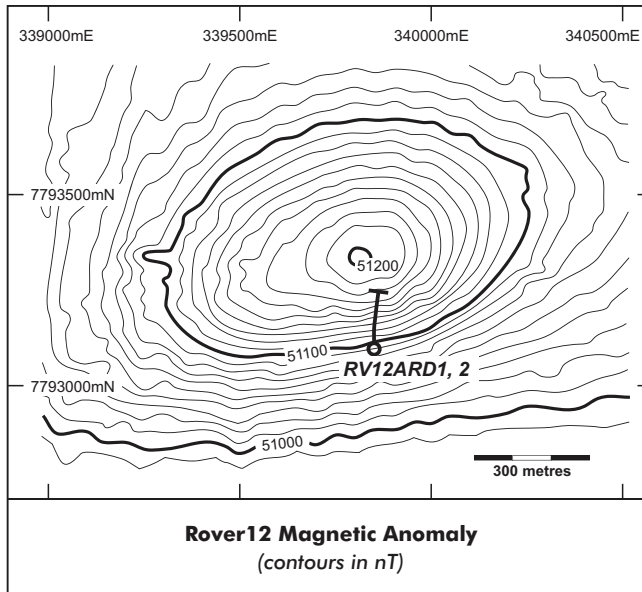 339000mE 339500mE 340000mE 340500mE
7793500mN
51200
51100
RV12ARD1, 2
7793000mN
51000
300 metres
Rover12 Magnetic Anomaly
(contours in nT)